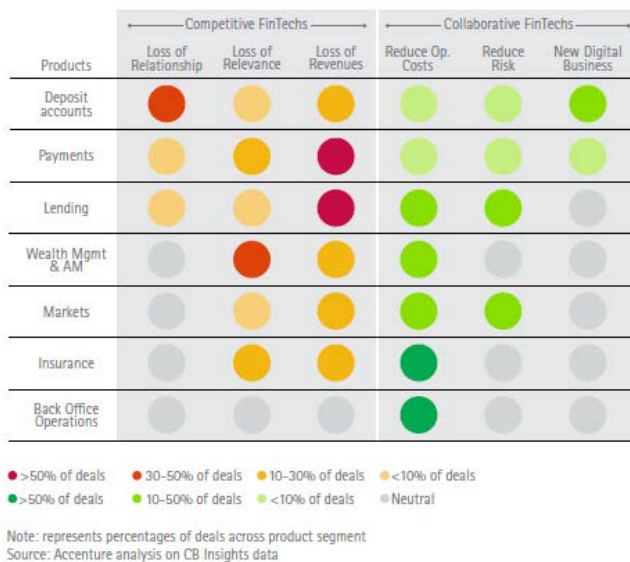 Competitive FinTechs
Collaborative FinTechs
Products
Loss of
Relationship
Loss of
Relevance
Loss of
Revenues
Reduce Op.
Costs
Reduce
Risk
New Digital
Business
Deposit
accounts
Payments
Lending
Wealth Mgmt
& AM
Markets
Insurance
Back Office
Operations
>50% of deals
30-50% of deals
10-30% of deals
<10% of deals
>50% of deals
10-50% of deals
<10% of deals
Neutral
Note: represents percentages of deals across product segment
Source: Accenture analysis on CB Insights data